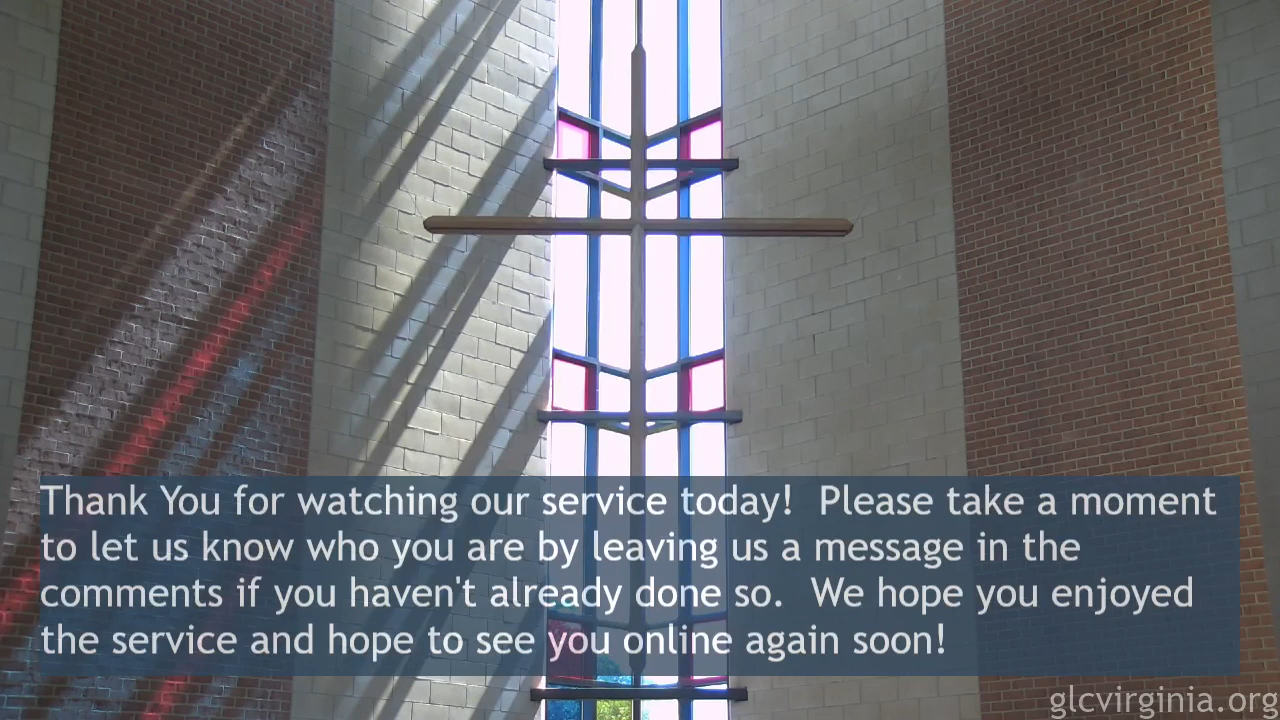 Thank You for watching our service today!  Please take a moment
to let us know who you are by leaving us a message in the
comments if you haven't already done so.  We hope you enjoyed
the service and hope to see you online again soon!
glcvirginia.org